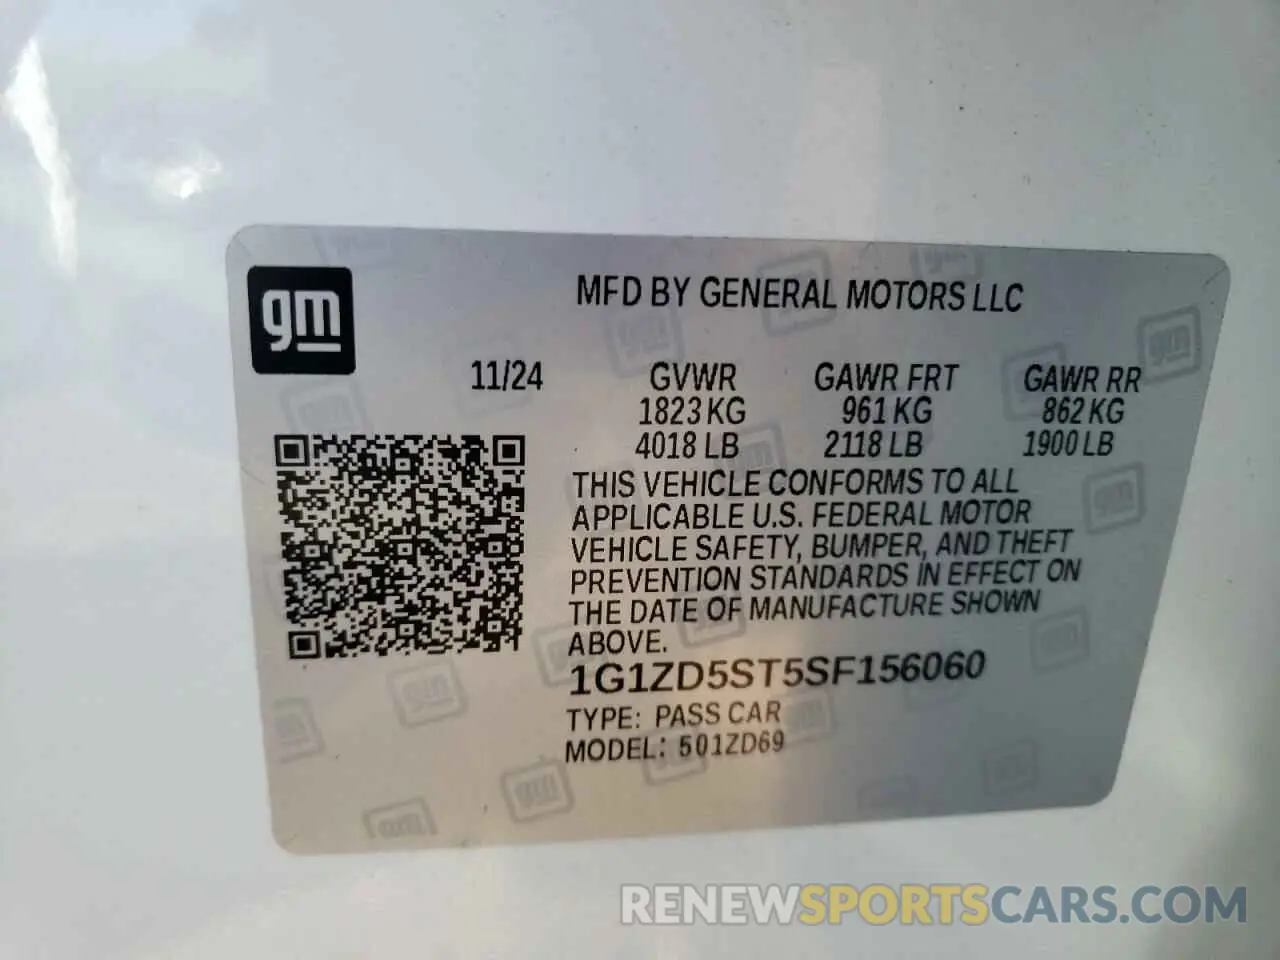 gm
MFD BY GENERAL MOTORS LLC
11/24 GVWR GAWR FRT GAWR RR
1823 KG 961 KG 862 KG
4018 LB 2118 LB 1900 LB
THIS VEHICLE CONFORMS TO ALL
APPLICABLE U.S. FEDERAL MOTOR
VEHICLE SAFETY, BUMPER, AND THEFT
PREVENTION STANDARDS IN EFFECT ON
THE DATE OF MANUFACTURE SHOWN
ABOVE.
1G1ZD5ST5SF156060
TYPE: PASS CAR
MODEL: 501ZD69
RENEWSPORTSCARS.COM